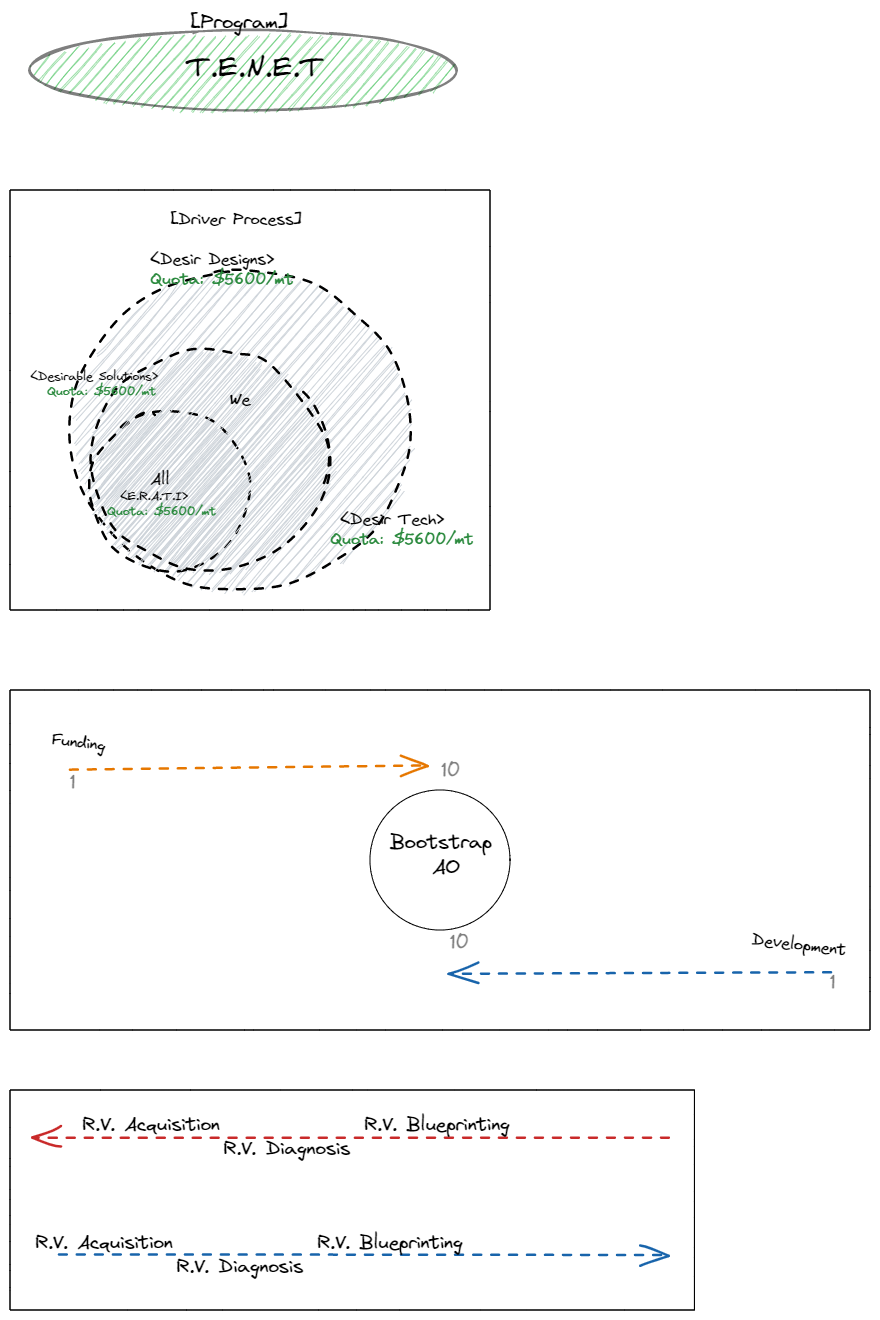 [Program]
T.E.N.E.T
[Driver Process]
<Desir Designs>
Quota: $5600/mt
<Desirable Solutions>
Quota: $5600/mt
We
All
<E.R.A.T.I>
Quota: $5600/mt
<Desir Tech>
Quota: $5600/mt
Funding
1
10
Bootstrap
AO
10
Development
1
R.V. Acquisition
R.V. Blueprinting
R.V. Diagnosis
R.V. Acquisition
R.V. Blueprinting
R.V. Diagnosis